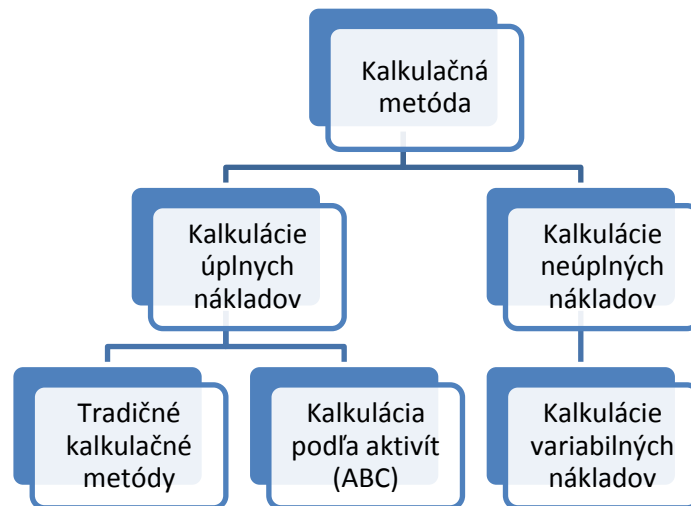 Kalkulačná
metóda
Kalkulácie
úplnych
nákladov
Kalkulácie
neúplných
nákladov
Tradičné
kalkulačné
metódy
Kalkulácia
podľa aktivít
(ABC)
Kalkulácie
variabilných
nákladov